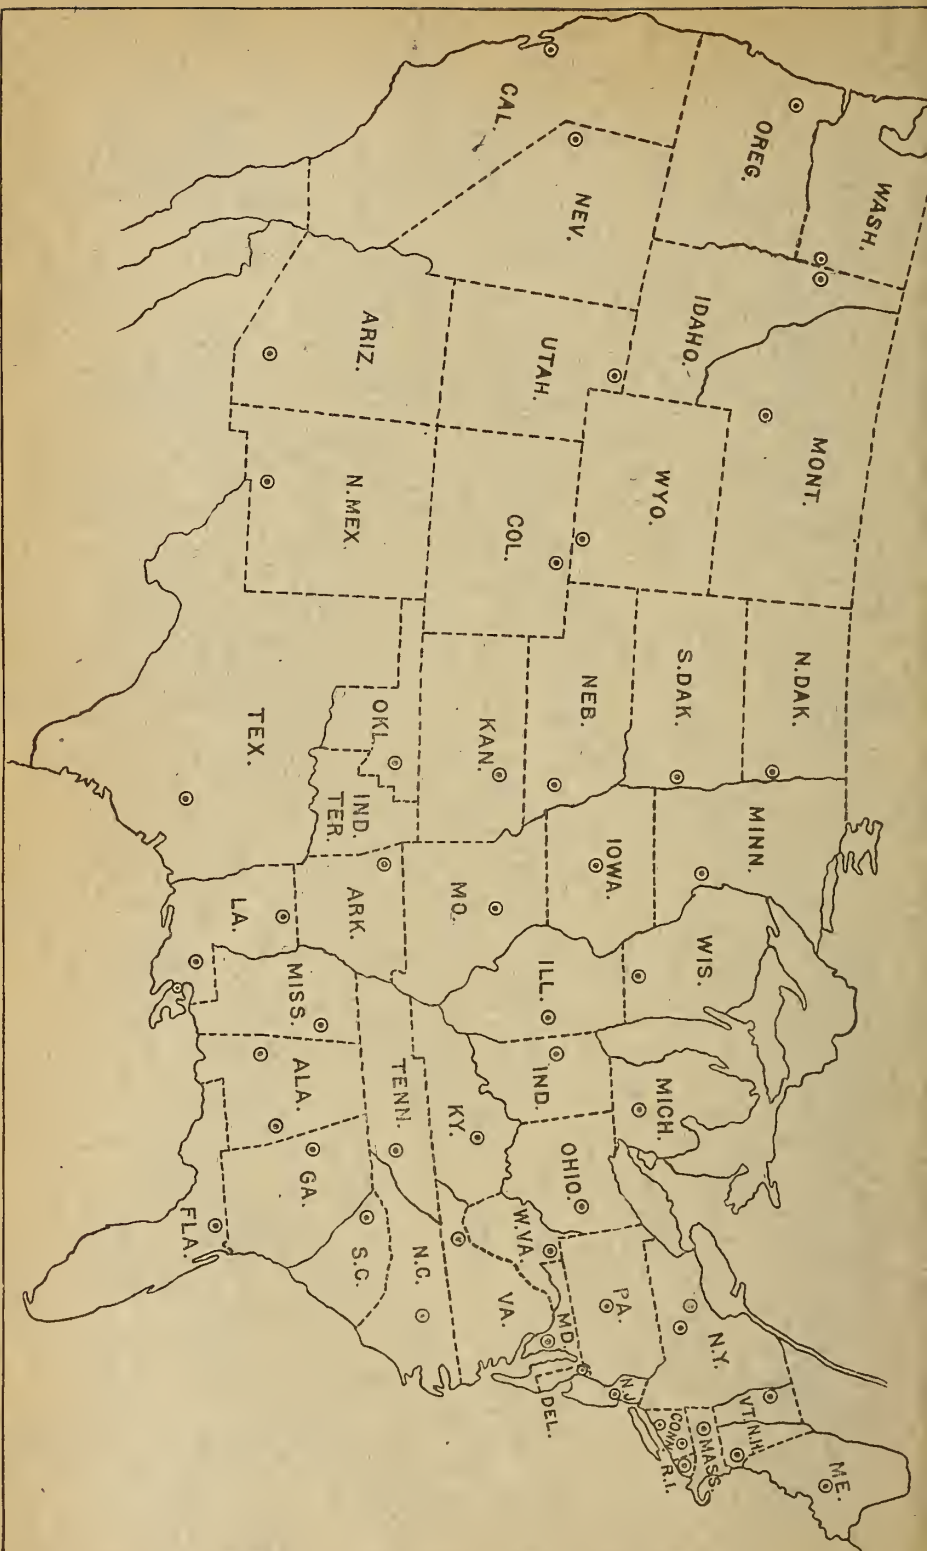 WASH.
OREG.
CAL.
NEV.
IDAHO.
MONT.
WYO.
UTAH.
ARIZ.
COL.
N.MEX.
N.DAK.
S.DAK.
NEB.
KAN.
OKL.
IND.
TER.
TEX.
MINN.
IOWA.
MO.
ARK.
LA.
WIS.
ILL.
MICH.
IND.
OHIO.
KY.
TENN.
MISS.
ALA.
GA.
FLA.
S.C.
N.C.
VA.
W.VA.
MD.
DEL.
PA.
N.J.
N.Y.
VT.
N.H.
ME.
MASS.
CONN.
R.I.